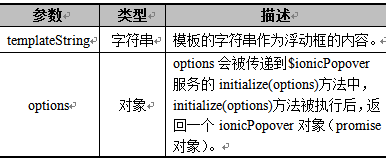 参数 类型 描述
templateString 字符串 模板的字符串作为浮动框的内容。
options 对象 options 会被传递到$ionicPopover
服务的 initialize(options)方法中，
initialize(options)方法被执行后，返
回一个 ionicPopover 对象（promise
对象）。